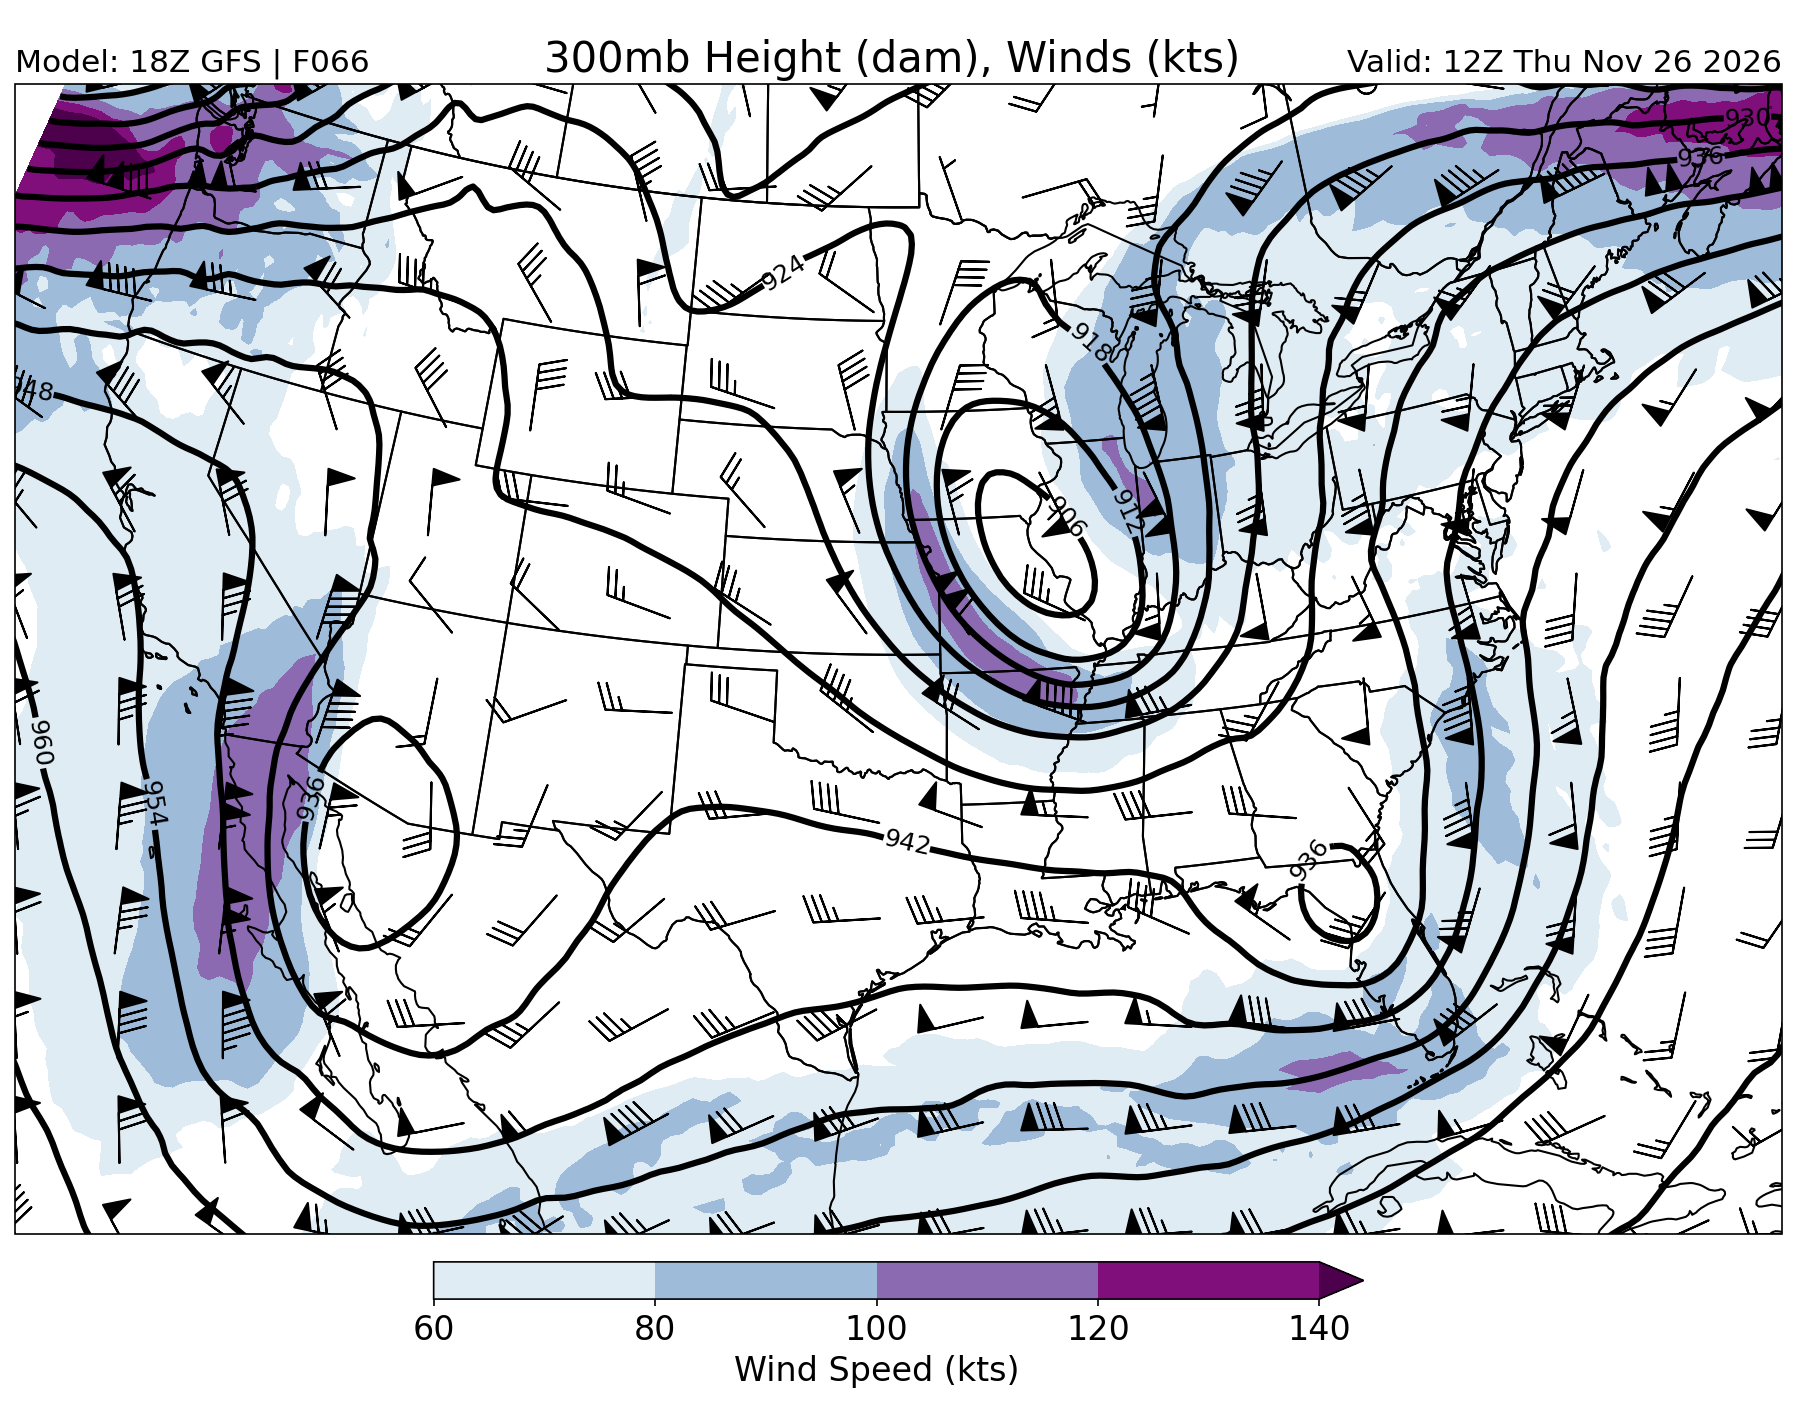 Model: 18Z GFS | F066
300mb Height (dam), Winds (kts)
Valid: 12Z Thu Nov 26 2026
930
936
924
918
948
906
912
960
954
936
942
936
60 80 100 120 140
Wind Speed (kts)